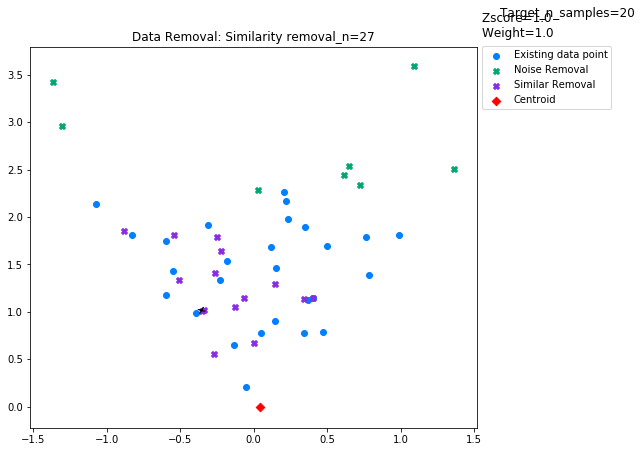 Target_n_samples=20
Zscore=1.0
Weight=1.0
Data Removal: Similarity removal_n=27
Existing data point
Noise Removal
Similar Removal
Centroid
3.5
3.0
2.5
2.0
1.5
1.0
0.5
0.0
−1.5 −1.0 −0.5 0.0 0.5 1.0 1.5